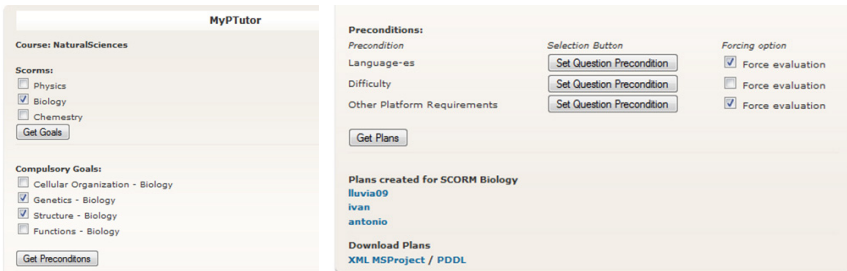 MyPTutor
Course: NaturalSciences
Scorms:
Physics
Biology
Chemestry
Get Goals
Compulsory Goals:
Cellular Organization - Biology
Genetics - Biology
Structure - Biology
Functions - Biology
Get Preconditons
Preconditions:
Precondition Selection Button Forcing option
Language-es Set Question Precondition Force evaluation
Difficulty Set Question Precondition Force evaluation
Other Platform Requirements Set Question Precondition Force evaluation
Get Plans
Plans created for SCORM Biology
lluvia09
ivan
antonio
Download Plans
XML MSProject / PDDL